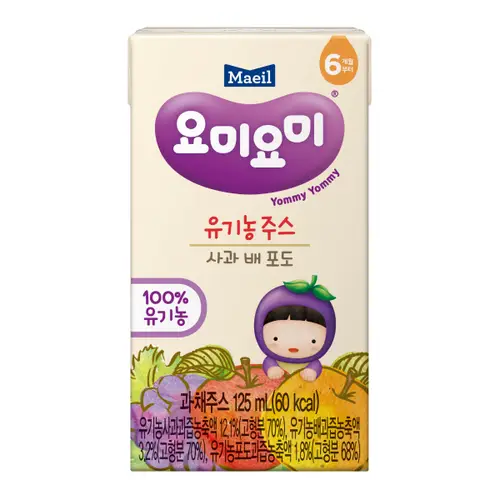 Maeil
6개월
부터
요미요미®
Yommy Yommy
유기농 주스
사과 배 포도
100%
유기농
과·채주스 125 mL(60 kcal)
유기농사과과즙농축액 12.1%(고형분 70%), 유기농배과즙농축액
3.2%(고형분 70%), 유기농포도과즙농축액 1.8%(고형분 68%)